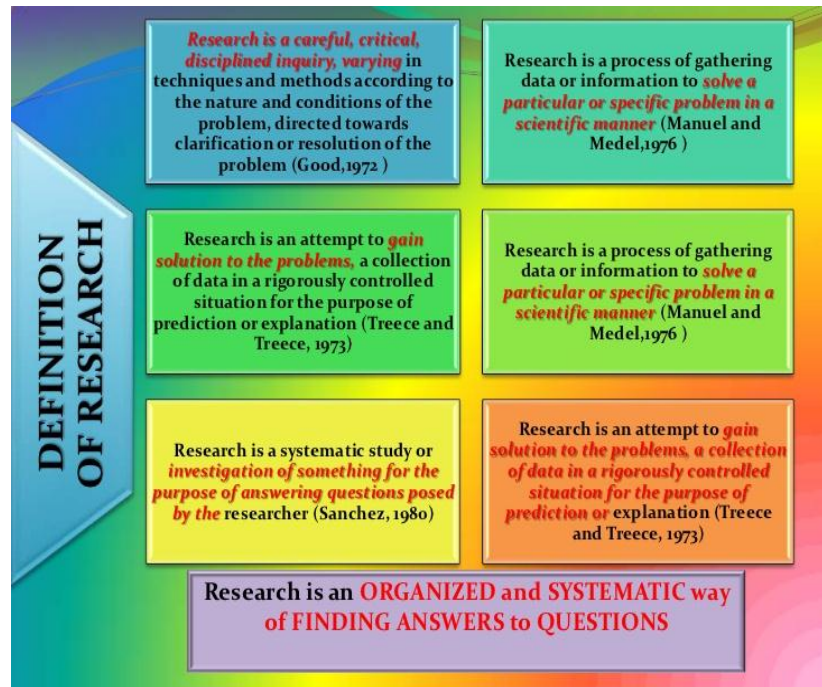 DEFINITION
OF RESEARCH
Research is a careful, critical,
disciplined inquiry, varying in
techniques and methods according to
the nature and conditions of the
problem, directed towards
clarification or resolution of the
problem (Good,1972 )
Research is a process of gathering
data or information to solve a
particular or specific problem in a
scientific manner (Manuel and
Medel,1976 )
Research is an attempt to gain
solution to the problems, a collection
of data in a rigorously controlled
situation for the purpose of
prediction or explanation (Treece and
Treece, 1973)
Research is a process of gathering
data or information to solve a
particular or specific problem in a
scientific manner (Manuel and
Medel,1976 )
Research is a systematic study or
investigation of something for the
purpose of answering questions posed
by the researcher (Sanchez, 1980)
Research is an attempt to gain
solution to the problems, a collection
of data in a rigorously controlled
situation for the purpose of
prediction or explanation (Treece
and Treece, 1973)
Research is an ORGANIZED and SYSTEMATIC way
of FINDING ANSWERS to QUESTIONS